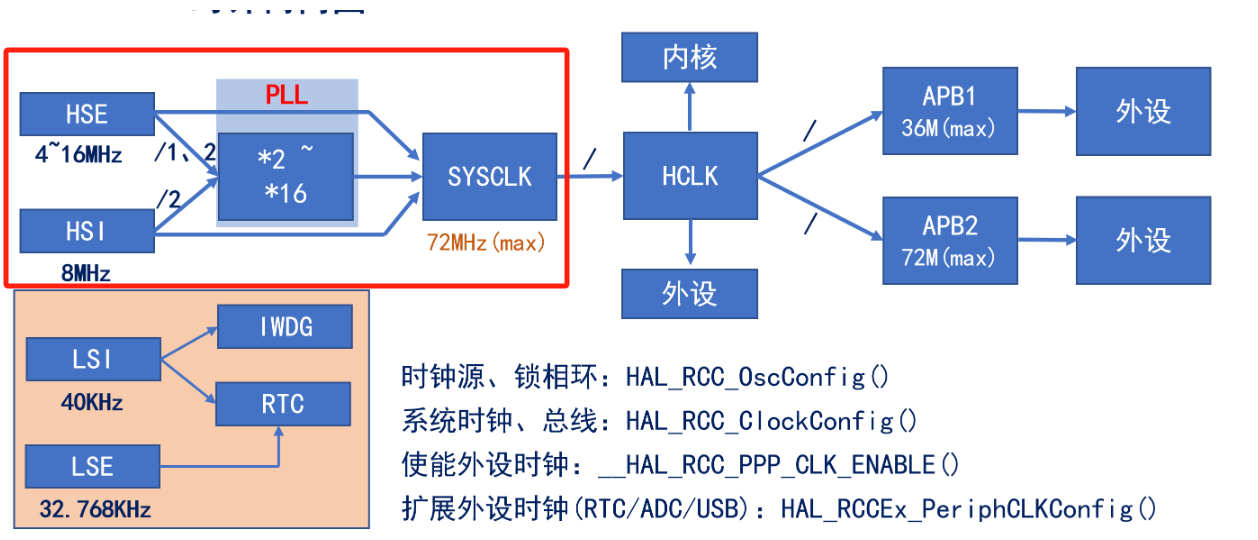 PLL
HSE
4~16MHz
/1、2
*2 ~
*16
/2
HSI
8MHz
SYSCLK
72MHz(max)
/
HCLK
内核
外设
/
APB1
36M(max)
外设
/
APB2
72M(max)
外设
LSI
40KHz
IWDG
RTC
LSE
32.768KHz
时钟源、锁相环：HAL_RCC_OscConfig()
系统时钟、总线：HAL_RCC_ClockConfig()
使能外设时钟：__HAL_RCC_PPP_CLK_ENABLE()
扩展外设时钟(RTC/ADC/USB)：HAL_RCCEx_PeriphCLKConfig()